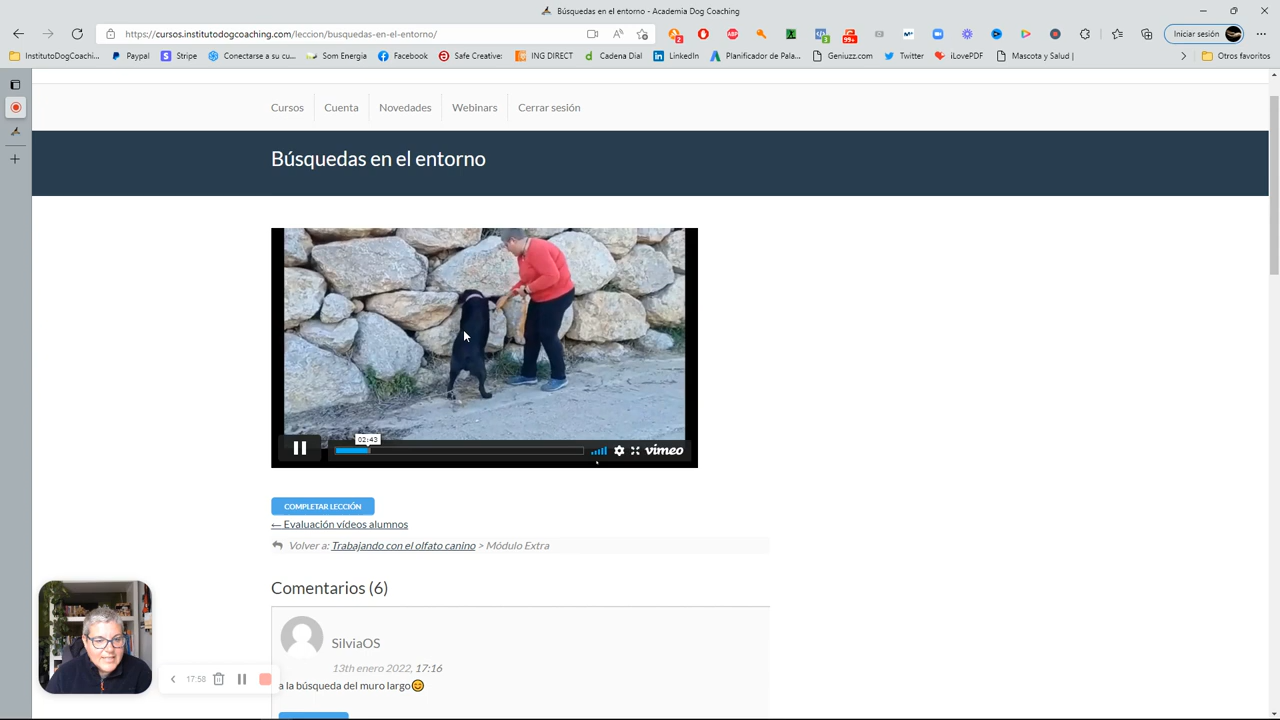 Búsquedas en el entorno - Academia Dog Coaching
https://cursos.institutodogcoaching.com/leccion/busquedas-en-el-entorno/
Iniciar sesión
InstitutoDogCoachi...
Paypal
Stripe
Conectarse a su cu...
Som Energia
Facebook
Safe Creative:
ING DIRECT
Cadena Dial
LinkedIn
Planificador de Pala...
Geniuzz.com
Twitter
iLovePDF
Mascota y Salud |
Otros favoritos
Cursos
Cuenta
Novedades
Webinars
Cerrar sesión
Búsquedas en el entorno
02:43
vimeo
COMPLETAR LECCIÓN
← Evaluación vídeos alumnos
Volver a: Trabajando con el olfato canino > Módulo Extra
Comentarios (6)
SilviaOS
13th enero 2022, 17:16
a la búsqueda del muro largo😊
17:58